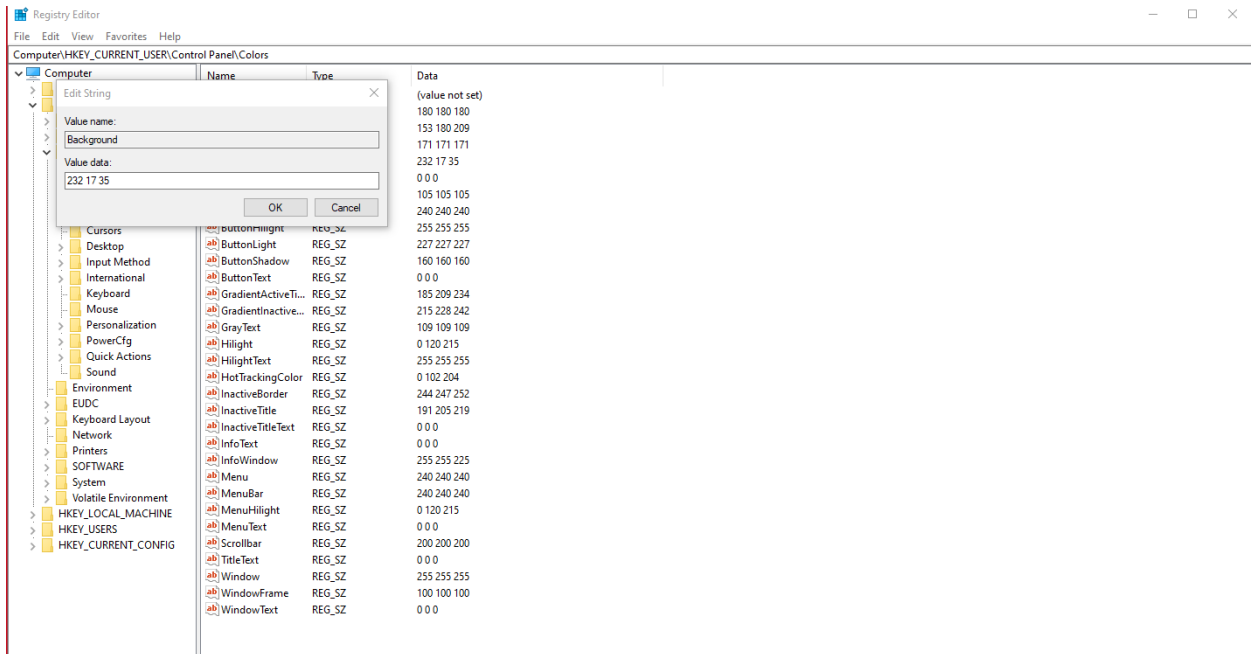 Registry Editor
File Edit View Favorites Help
Computer\HKEY_CURRENT_USER\Control Panel\Colors
Computer
Name Type Data
Edit String
Value name:
Background
Value data:
232 17 35
OK Cancel
(value not set)
180 180 180
153 180 209
171 171 171
232 17 35
0 0 0
105 105 105
240 240 240
Cursors
Desktop
Input Method
International
Keyboard
Mouse
Personalization
PowerCfg
Quick Actions
Sound
Environment
EUDC
Keyboard Layout
Network
Printers
SOFTWARE
System
Volatile Environment
HKEY_LOCAL_MACHINE
HKEY_USERS
HKEY_CURRENT_CONFIG
ButtonHilight REG_SZ 255 255 255
ButtonLight REG_SZ 227 227 227
ButtonShadow REG_SZ 160 160 160
ButtonText REG_SZ 0 0 0
GradientActiveTi... REG_SZ 185 209 234
GradientInactive... REG_SZ 215 228 242
GrayText REG_SZ 109 109 109
Hilight REG_SZ 0 120 215
HilightText REG_SZ 255 255 255
HotTrackingColor REG_SZ 0 102 204
InactiveBorder REG_SZ 244 247 252
InactiveTitle REG_SZ 191 205 219
InactiveTitleText REG_SZ 0 0 0
InfoText REG_SZ 0 0 0
InfoWindow REG_SZ 255 255 225
Menu REG_SZ 240 240 240
MenuBar REG_SZ 240 240 240
MenuHilight REG_SZ 0 120 215
MenuText REG_SZ 0 0 0
Scrollbar REG_SZ 200 200 200
TitleText REG_SZ 0 0 0
Window REG_SZ 255 255 255
WindowFrame REG_SZ 100 100 100
WindowText REG_SZ 0 0 0